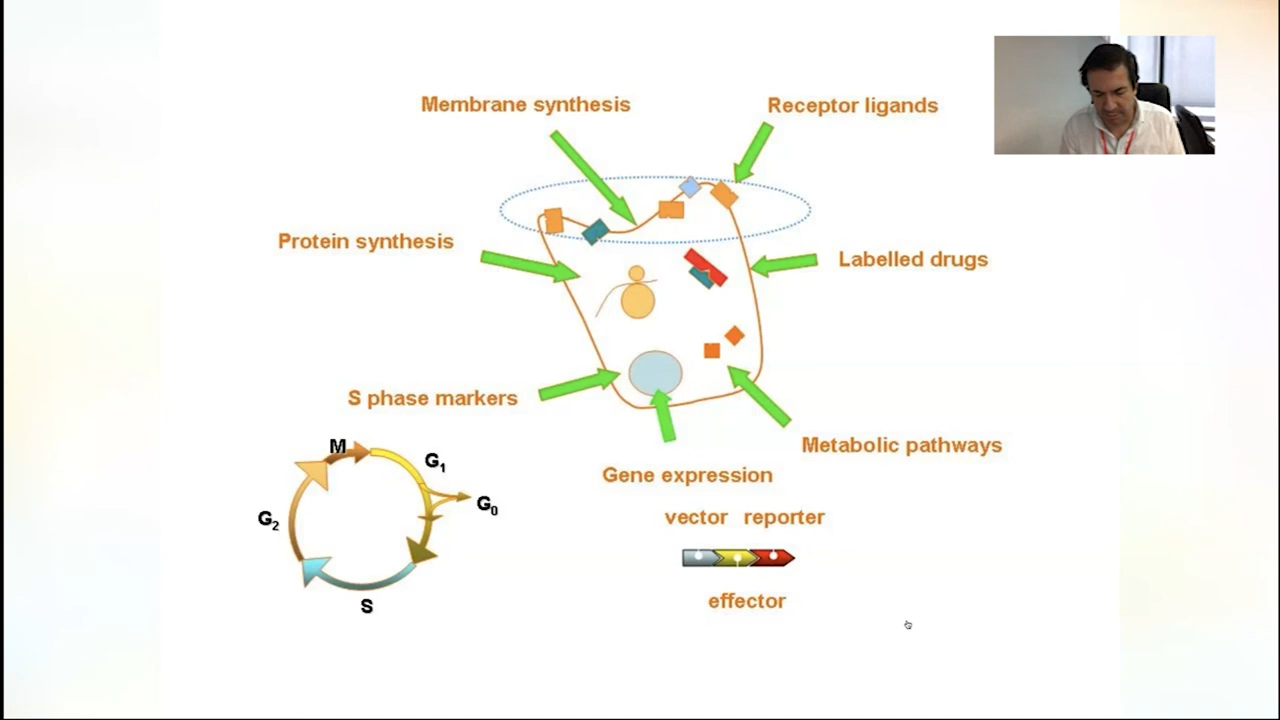 Membrane synthesis
Receptor ligands
Protein synthesis
Labelled drugs
S phase markers
Metabolic pathways
M
G₁
Gene expression
G₀
G₂
vector reporter
effector
S